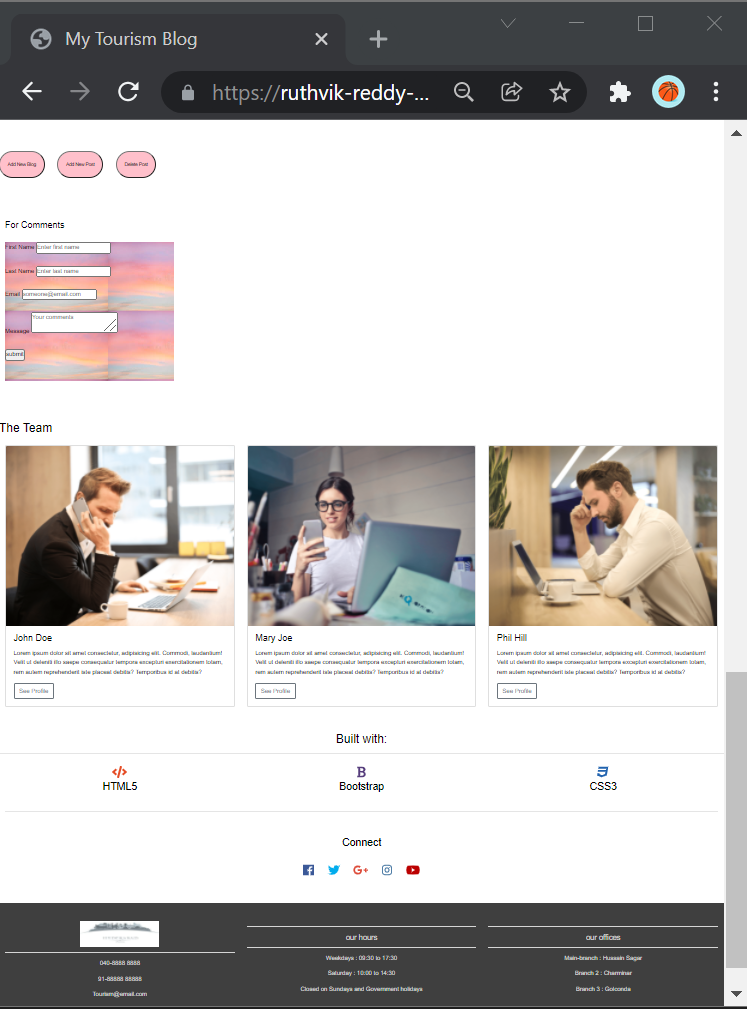 My Tourism Blog
https://ruthvik-reddy-...
Add New Blog Add New Post Delete Post
For Comments
First Name Enter first name
Last Name Enter last name
Email someone@email.com
Your comments
Message
submit
The Team
John Doe
Lorem ipsum dolor sit amet consectetur, adipisicing elit. Commodi, laudantium!
Velit ut deleniti illo saepe consequatur tempora excepturi exercitationem totam,
rem autem reprehenderit iste placeat debitis? Temporibus id at debitis?
See Profile
Mary Joe
Lorem ipsum dolor sit amet consectetur, adipisicing elit. Commodi, laudantium!
Velit ut deleniti illo saepe consequatur tempora excepturi exercitationem totam,
rem autem reprehenderit iste placeat debitis? Temporibus id at debitis?
See Profile
Phil Hill
Lorem ipsum dolor sit amet consectetur, adipisicing elit. Commodi, laudantium!
Velit ut deleniti illo saepe consequatur tempora excepturi exercitationem totam,
rem autem reprehenderit iste placeat debitis? Temporibus id at debitis?
See Profile
Built with:
HTML5
Bootstrap
CSS3
Connect
040-8888 8888
91-88888 88888
Tourism@email.com
our hours
Weekdays : 09:30 to 17:30
Saturday : 10:00 to 14:30
Closed on Sundays and Government holidays
our offices
Main-branch : Hussain Sagar
Branch 2 : Charminar
Branch 3 : Golconda